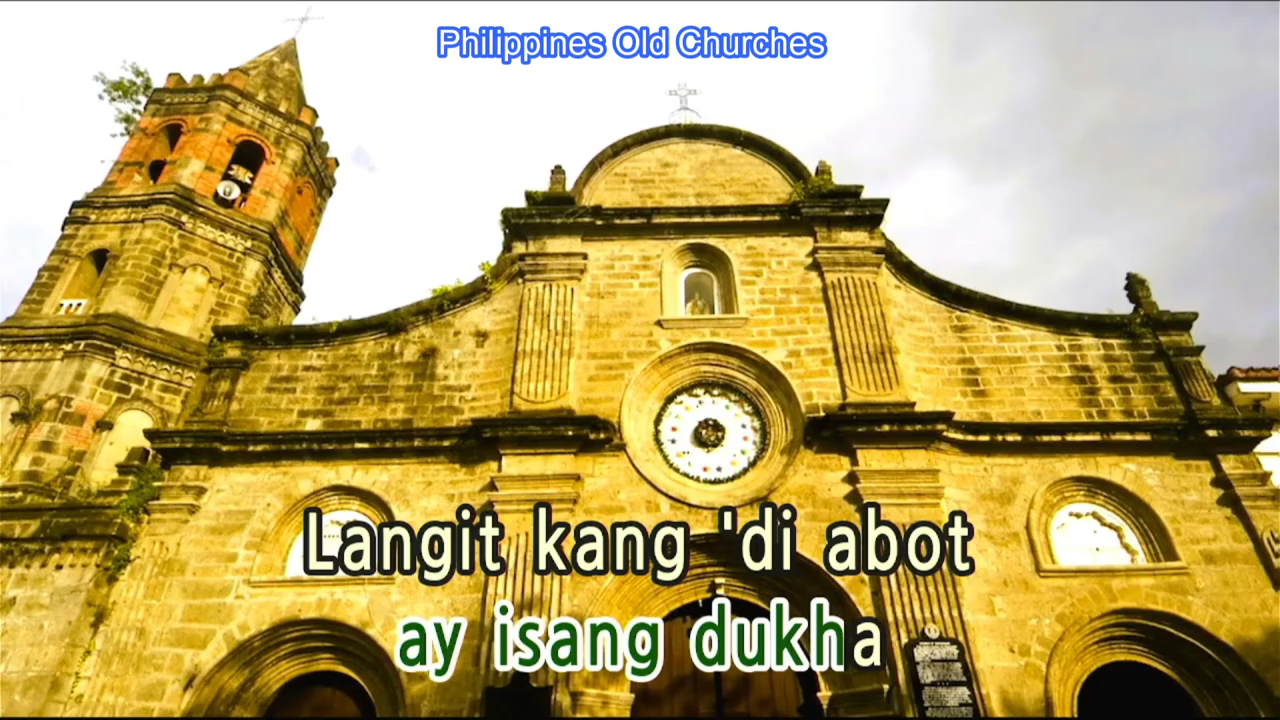 Philippines Old Churches
Langit kang 'di abot
ay isang dukha